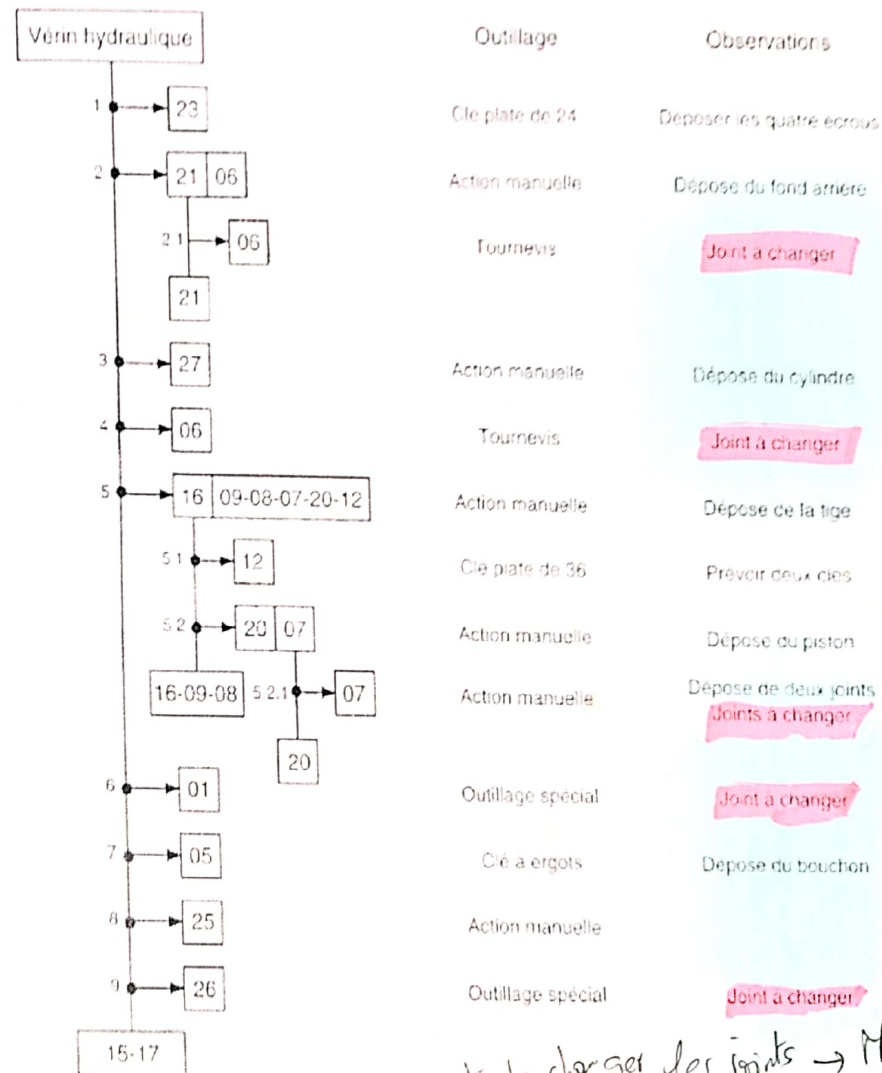 Vérin hydraulique Outillage Observations
1 23 Clé plate de 24 Déposer les quatre écrous
2 21 06 Action manuelle Dépose du fond arrière
2.1 06 Tournevis Joint à changer
21
3 27 Action manuelle Dépose du cylindre
4 06 Tournevis Joint à changer
5 16 09-08-07-20-12 Action manuelle Dépose de la tige
5.1 12 Clé plate de 36 Prévoir deux clés
5.2 20 07 Action manuelle Dépose du piston
16-09-08 5.2.1 07 Action manuelle Dépose de deux joints
Joints à changer
20
6 01 Outillage spécial Joint à changer
7 05 Clé à ergots Dépose du bouchon
8 25 Action manuelle
9 26 Outillage spécial Joint à changer
15-17
changer les joints →